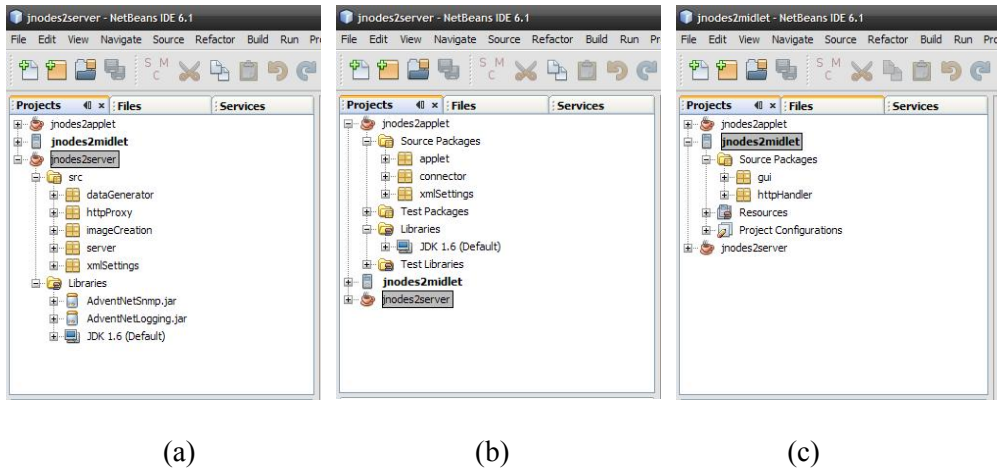 jnodes2server - NetBeans IDE 6.1
File Edit View Navigate Source Refactor Build Run Pr
S M C
Projects Files Services
jnodes2applet
jnodes2midlet
jnodes2server
src
dataGenerator
httpProxy
imageCreation
server
xmlSettings
Libraries
AdventNetSnmp.jar
AdventNetLogging.jar
JDK 1.6 (Default)
(a)
jnodes2server - NetBeans IDE 6.1
File Edit View Navigate Source Refactor Build Run Pr
S M C
Projects Files Services
jnodes2applet
Source Packages
applet
connector
xmlSettings
Test Packages
Libraries
JDK 1.6 (Default)
Test Libraries
jnodes2midlet
jnodes2server
(b)
jnodes2midlet - NetBeans IDE 6.1
File Edit View Navigate Source Refactor Build Run Pro
S M C
Projects Files Services
jnodes2applet
jnodes2midlet
Source Packages
gui
httpHandler
Resources
Project Configurations
jnodes2server
(c)